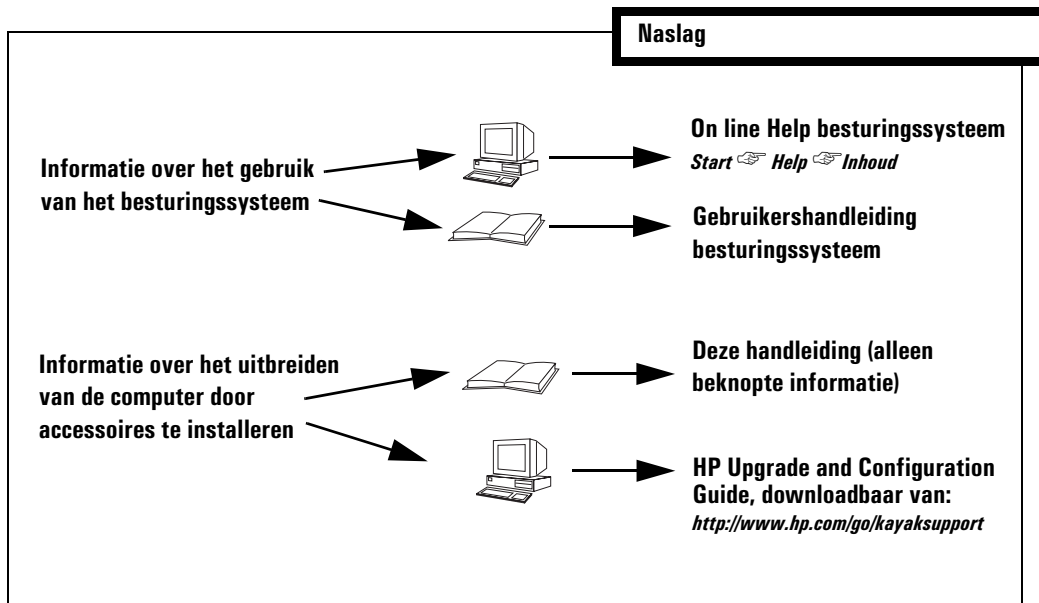 Naslag
Informatie over het gebruik
van het besturingssysteem
On line Help besturingssysteem
Start ☞ Help ☞ Inhoud
Gebruikershandleiding
besturingssysteem
Informatie over het uitbreiden
van de computer door
accessoires te installeren
Deze handleiding (alleen
beknopte informatie)
HP Upgrade and Configuration
Guide, downloadbaar van:
http://www.hp.com/go/kayaksupport